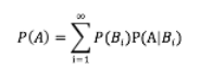 P(A) = ∑_{i=1}^{∞} P(B_i)P(A|B_i)